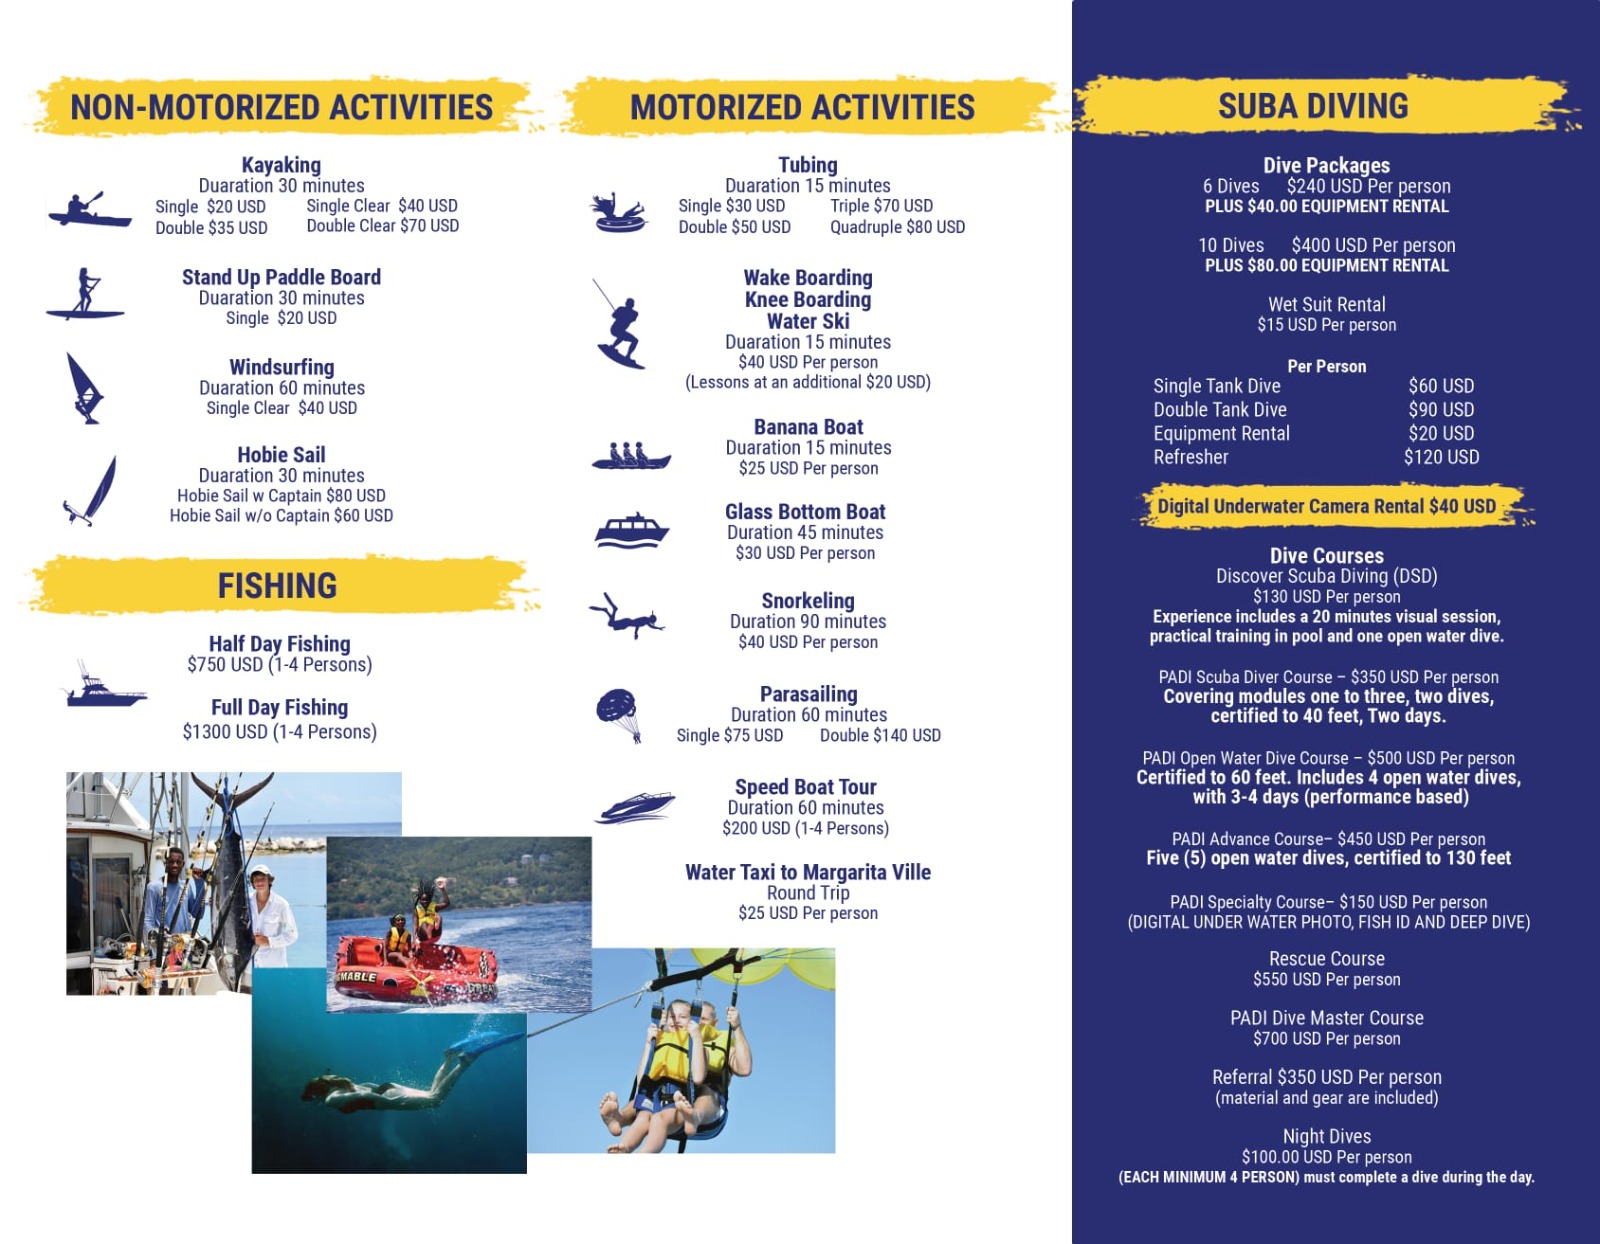 NON-MOTORIZED ACTIVITIES
Kayaking
Duaration 30 minutes
Single $20 USD Single Clear $40 USD
Double $35 USD Double Clear $70 USD
Stand Up Paddle Board
Duaration 30 minutes
Single $20 USD
Windsurfing
Duaration 60 minutes
Single Clear $40 USD
Hobie Sail
Duaration 30 minutes
Hobie Sail w Captain $80 USD
Hobie Sail w/o Captain $60 USD
FISHING
Half Day Fishing
$750 USD (1-4 Persons)
Full Day Fishing
$1300 USD (1-4 Persons)
MOTORIZED ACTIVITIES
Tubing
Duaration 15 minutes
Single $30 USD Triple $70 USD
Double $50 USD Quadruple $80 USD
Wake Boarding
Knee Boarding
Water Ski
Duaration 15 minutes
$40 USD Per person
(Lessons at an additional $20 USD)
Banana Boat
Duaration 15 minutes
$25 USD Per person
Glass Bottom Boat
Duration 45 minutes
$30 USD Per person
Snorkeling
Duration 90 minutes
$40 USD Per person
Parasailing
Duration 60 minutes
Single $75 USD Double $140 USD
Speed Boat Tour
Duration 60 minutes
$200 USD (1-4 Persons)
Water Taxi to Margarita Ville
Round Trip
$25 USD Per person
MABLE
SUBA DIVING
Dive Packages
6 Dives $240 USD Per person
PLUS $40.00 EQUIPMENT RENTAL
10 Dives $400 USD Per person
PLUS $80.00 EQUIPMENT RENTAL
Wet Suit Rental
$15 USD Per person
Per Person
Single Tank Dive $60 USD
Double Tank Dive $90 USD
Equipment Rental $20 USD
Refresher $120 USD
Digital Underwater Camera Rental $40 USD
Dive Courses
Discover Scuba Diving (DSD)
$130 USD Per person
Experience includes a 20 minutes visual session,
practical training in pool and one open water dive.
PADI Scuba Diver Course – $350 USD Per person
Covering modules one to three, two dives,
certified to 40 feet, Two days.
PADI Open Water Dive Course – $500 USD Per person
Certified to 60 feet. Includes 4 open water dives,
with 3-4 days (performance based)
PADI Advance Course– $450 USD Per person
Five (5) open water dives, certified to 130 feet
PADI Specialty Course– $150 USD Per person
(DIGITAL UNDER WATER PHOTO, FISH ID AND DEEP DIVE)
Rescue Course
$550 USD Per person
PADI Dive Master Course
$700 USD Per person
Referral $350 USD Per person
(material and gear are included)
Night Dives
$100.00 USD Per person
(EACH MINIMUM 4 PERSON) must complete a dive during the day.